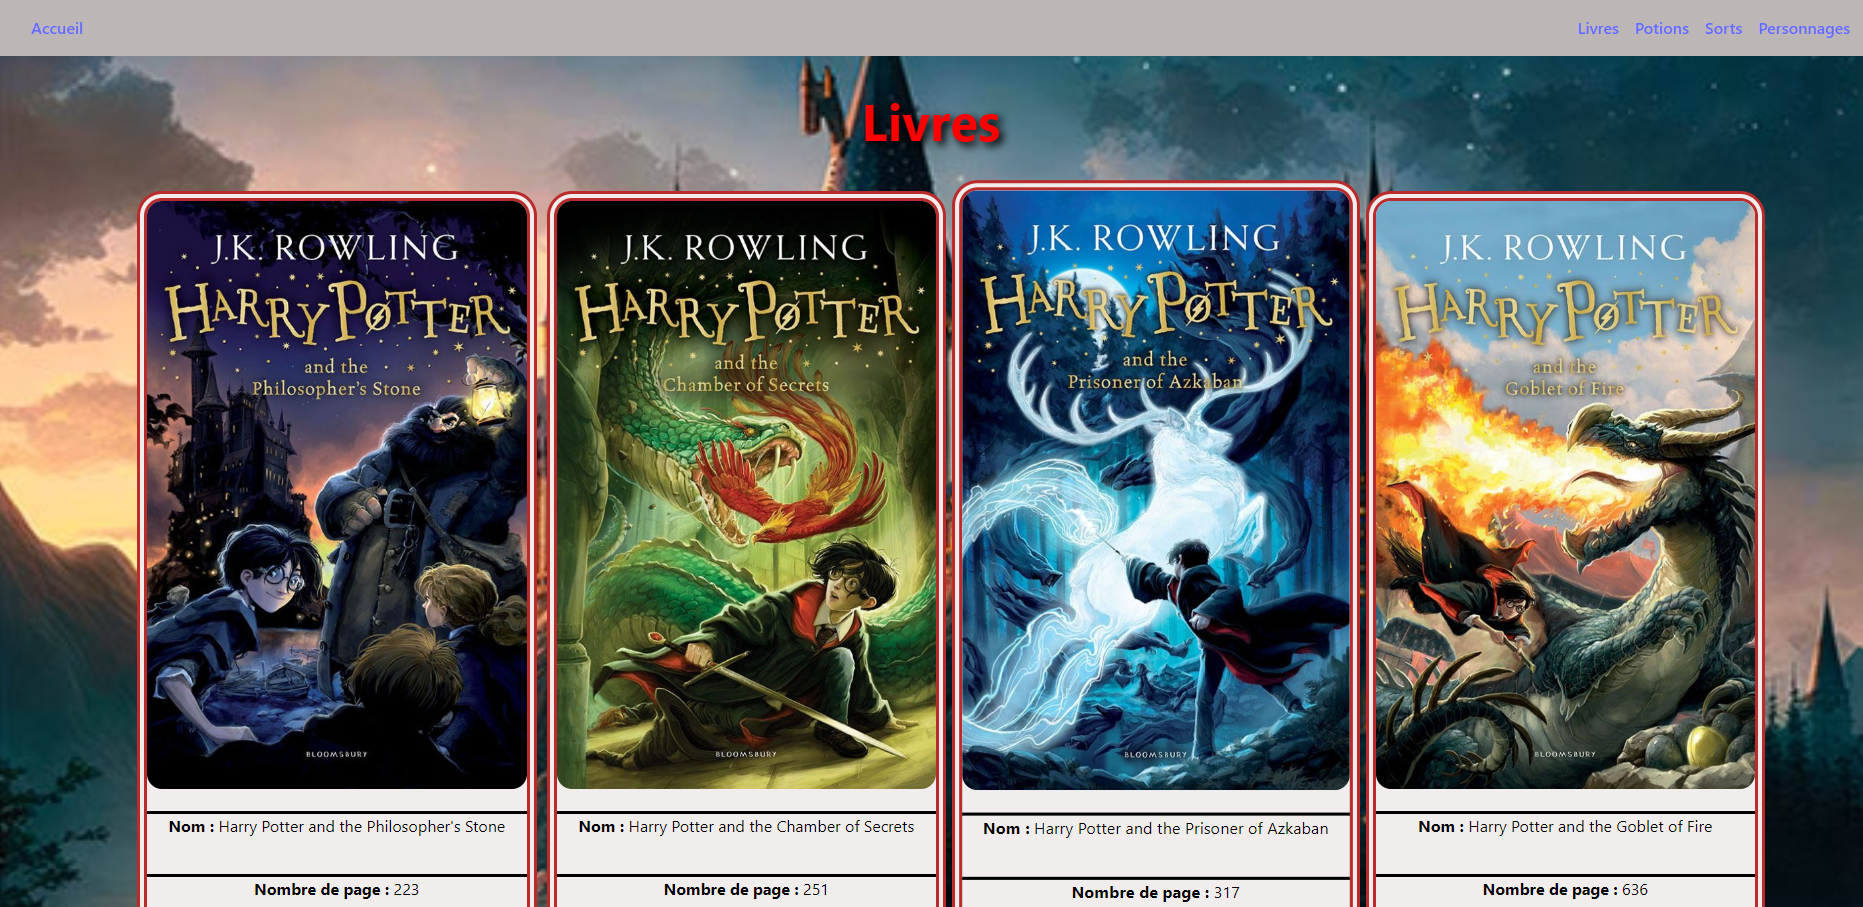 Accueil
Livres Potions Sorts Personnages
Livres
J.K. ROWLING
HARRY POTTER
and the
Philosopher's Stone
BLOOMSBURY
Nom : Harry Potter and the Philosopher's Stone
Nombre de page : 223
J.K. ROWLING
HARRY POTTER
and the
Chamber of Secrets
BLOOMSBURY
Nom : Harry Potter and the Chamber of Secrets
Nombre de page : 251
J.K. ROWLING
HARRY POTTER
and the
Prisoner of Azkaban
BLOOMSBURY
Nom : Harry Potter and the Prisoner of Azkaban
Nombre de page : 317
J.K. ROWLING
HARRY POTTER
and the
Goblet of Fire
BLOOMSBURY
Nom : Harry Potter and the Goblet of Fire
Nombre de page : 636